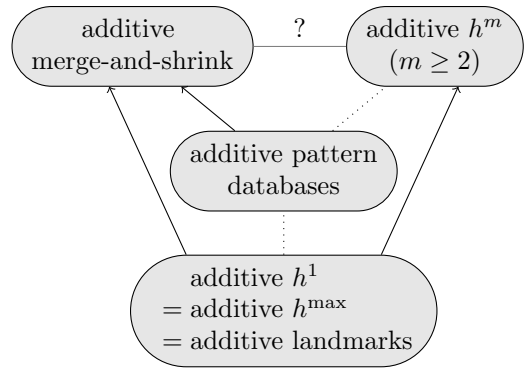 additive
merge-and-shrink
?
additive h^m
(m ≥ 2)
additive pattern
databases
additive h^1
= additive h^max
= additive landmarks